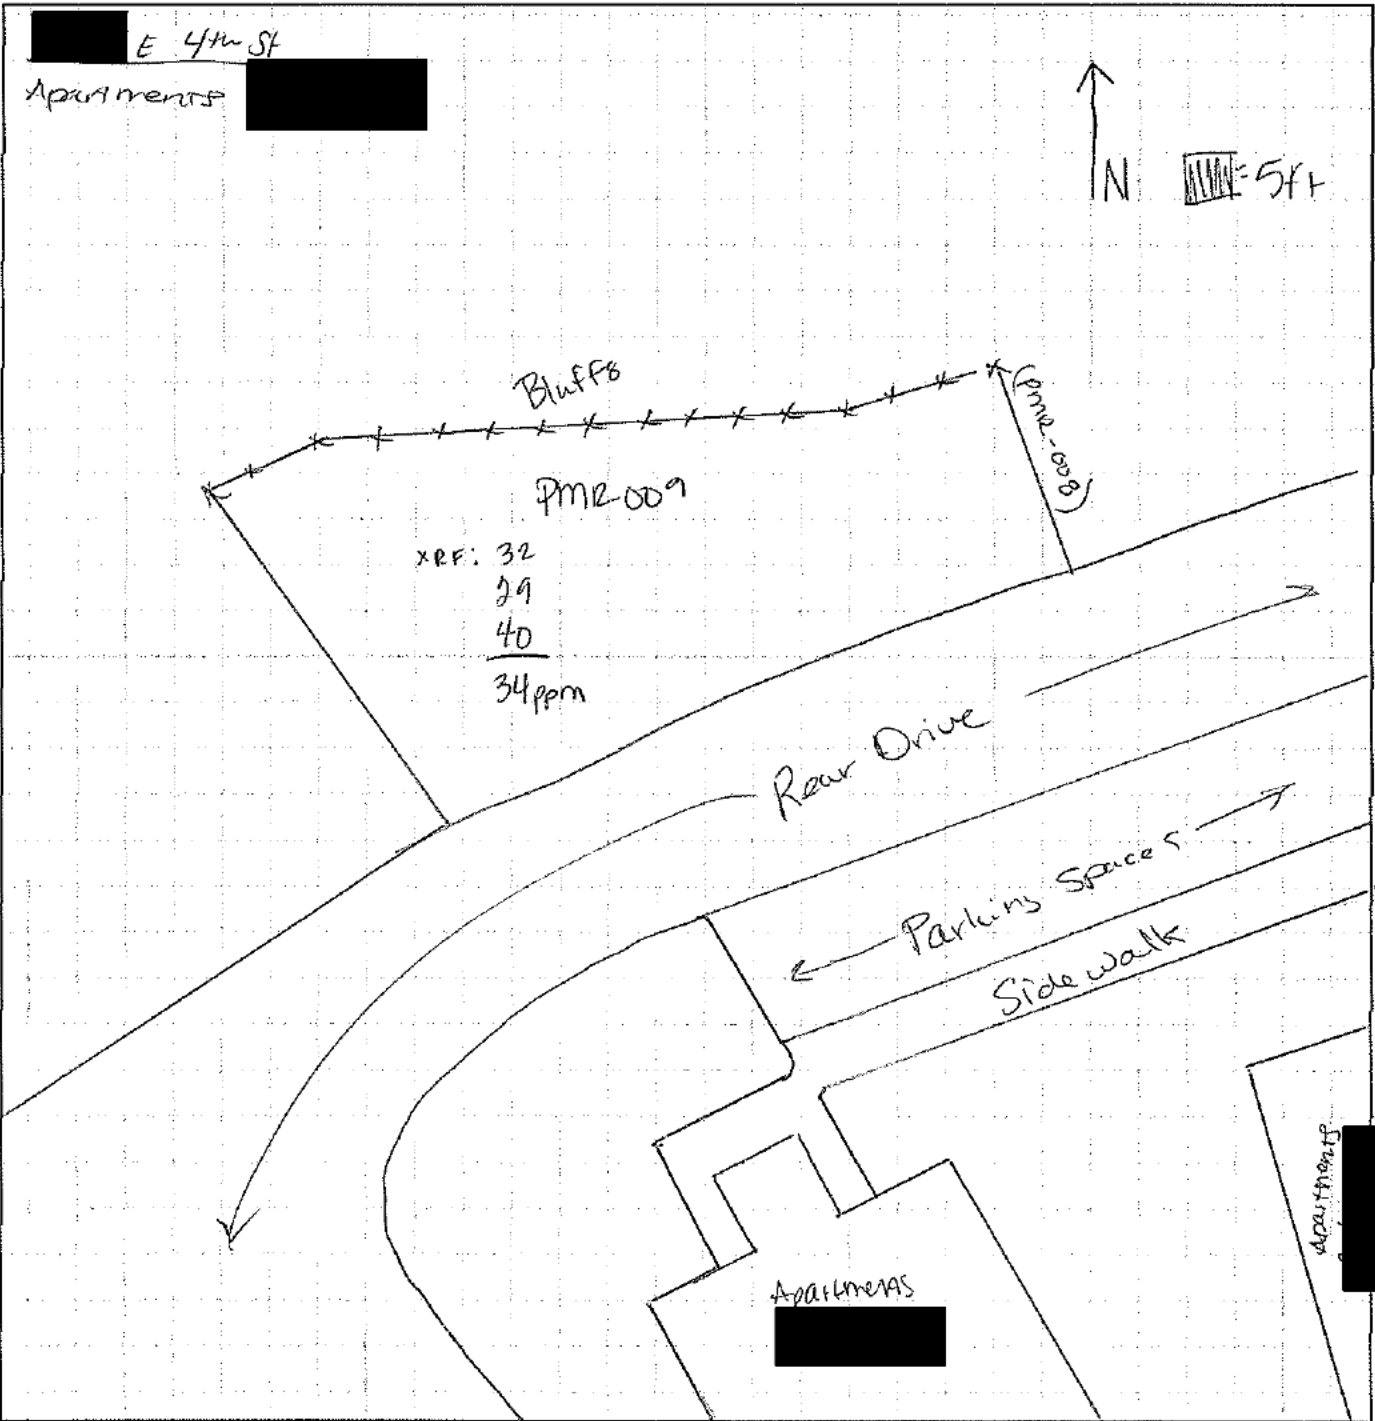 E 4th St
Apartments
N = 5ft
Bluffs
(PMR-008)
PMR-009
XRF: 32
29
40
34ppm
Rear Drive
Parking Spaces
Sidewalk
Apartments
Apartments